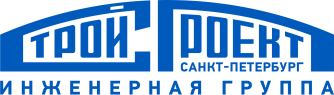 СТРОЙПРОЕКТ
САНКТ-ПЕТЕРБУРГ
ИНЖЕНЕРНАЯ ГРУППА